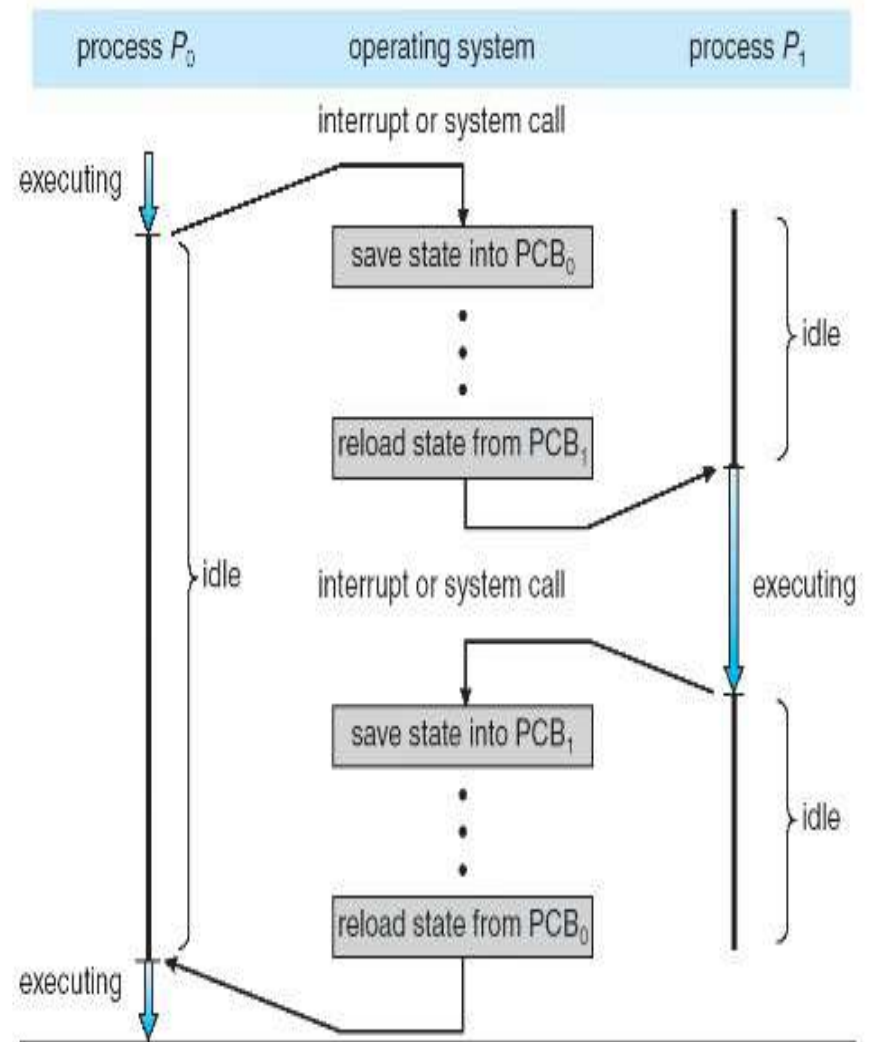 process P₀ operating system process P₁
interrupt or system call
executing
save state into PCB₀
idle
reload state from PCB₁
idle
interrupt or system call
executing
save state into PCB₁
idle
reload state from PCB₀
executing